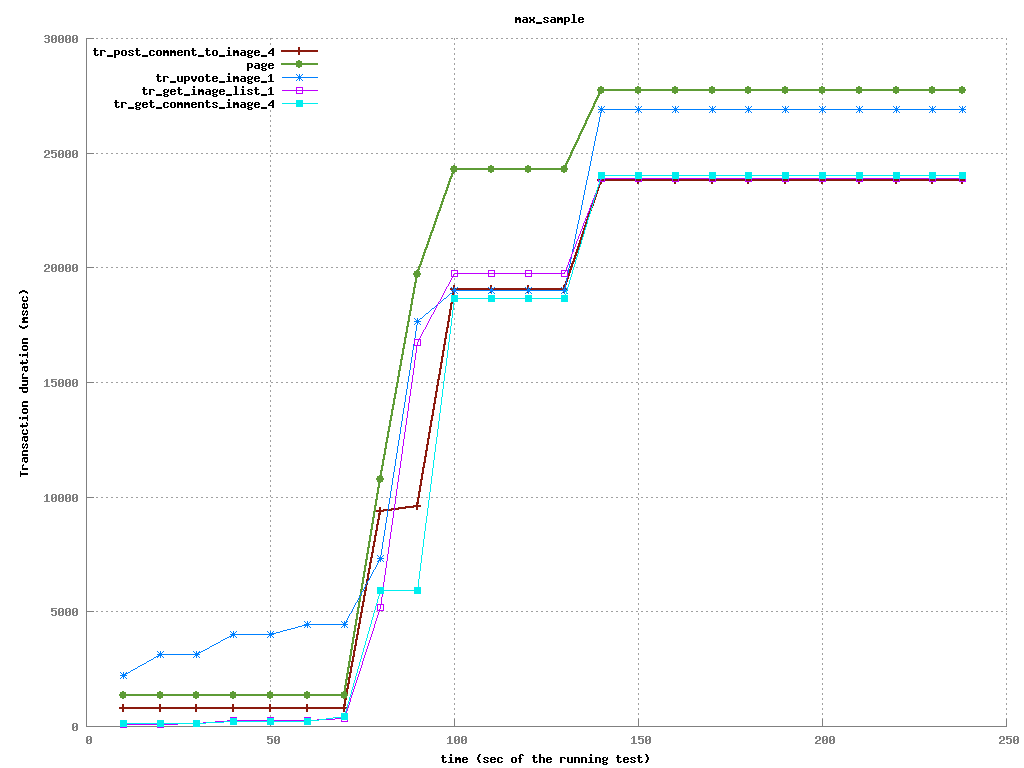 max_sample
30000
tr_post_comment_to_image_4
page
tr_upvote_image_1
tr_get_image_list_1
tr_get_comments_image_4
25000
20000
15000
10000
5000
0
Transaction duration (msec)
0 50 100 150 200 250
time (sec of the running test)